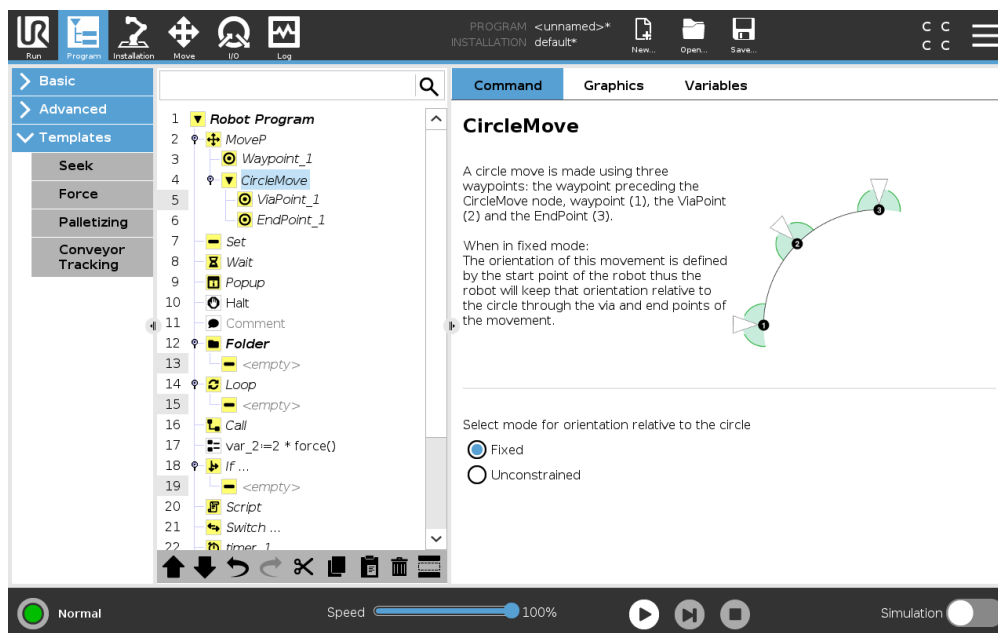 PROGRAM <unnamed>*
INSTALLATION default*
UR
Run
Program
Installation
Move
I/O
Log
New...
Open...
Save...
C C
C C
Basic
Advanced
Templates
Seek
Force
Palletizing
Conveyor
Tracking
1 Robot Program
2 MoveP
3 Waypoint_1
4 CircleMove
5 ViaPoint_1
6 EndPoint_1
7 Set
8 Wait
9 Popup
10 Halt
11 Comment
12 Folder
13 <empty>
14 Loop
15 <empty>
16 Call
17 var_2:=2 * force()
18 If ...
19 <empty>
20 Script
21 Switch ...
22 timer_1
Command
Graphics
Variables
CircleMove
A circle move is made using three
waypoints: the waypoint preceding the
CircleMove node, waypoint (1), the ViaPoint
(2) and the EndPoint (3).
When in fixed mode:
The orientation of this movement is defined
by the start point of the robot thus the
robot will keep that orientation relative to
the circle through the via and end points of
the movement.
3
2
1
Select mode for orientation relative to the circle
Fixed
Unconstrained
Normal
Speed
100%
Simulation